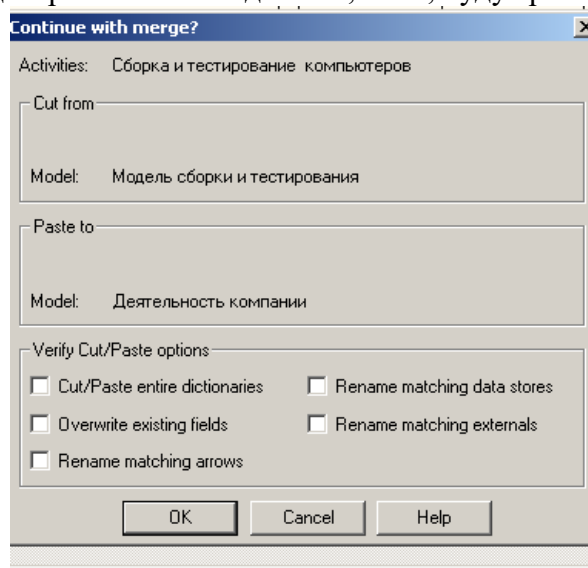 Continue with merge?
Activities: Сборка и тестирование компьютеров
Cut from
Model: Модель сборки и тестирования
Paste to
Model: Деятельность компании
Verify Cut/Paste options
Cut/Paste entire dictionaries Rename matching data stores
Overwrite existing fields Rename matching externals
Rename matching arrows
OK Cancel Help